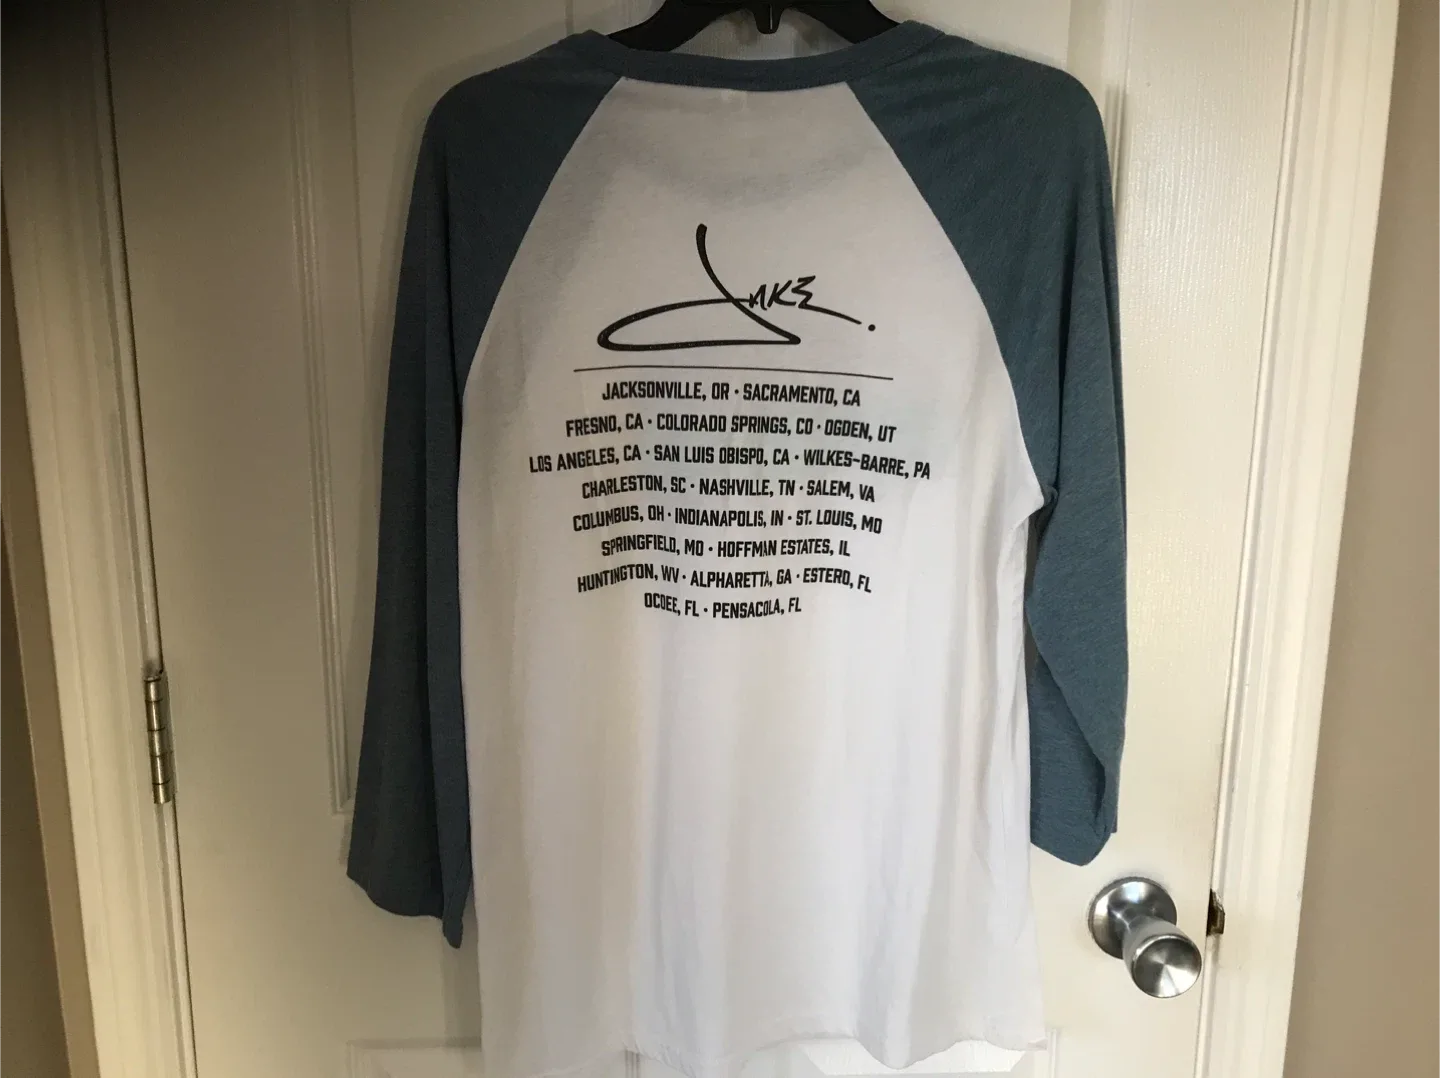 JAKE.
JACKSONVILLE, OR · SACRAMENTO, CA
FRESNO, CA · COLORADO SPRINGS, CO · OGDEN, UT
LOS ANGELES, CA · SAN LUIS OBISPO, CA · WILKES-BARRE, PA
CHARLESTON, SC · NASHVILLE, TN · SALEM, VA
COLUMBUS, OH · INDIANAPOLIS, IN · ST. LOUIS, MO
SPRINGFIELD, MO · HOFFMAN ESTATES, IL
HUNTINGTON, WV · ALPHARETTA, GA · ESTERO, FL
OCOEE, FL · PENSACOLA, FL